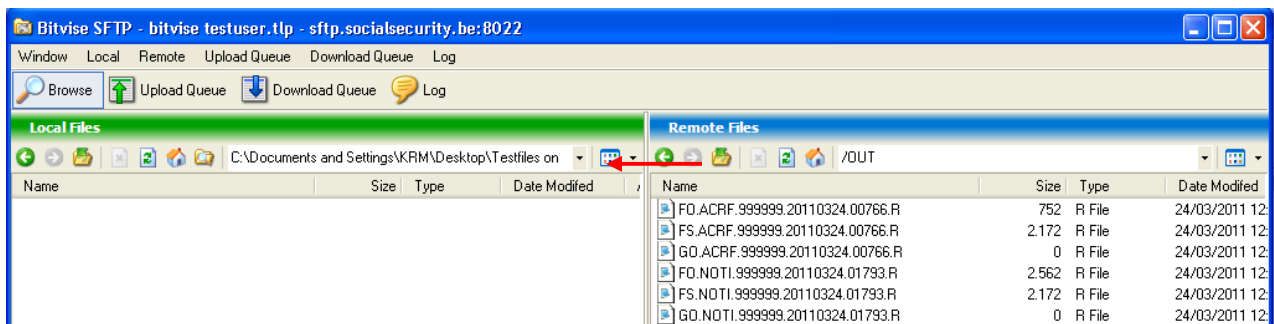 Bitvise SFTP - bitvise testuser.tlp - sftp.socialsecurity.be:8022
Window Local Remote Upload Queue Download Queue Log
Browse Upload Queue Download Queue Log
Local Files
C:\Documents and Settings\KRM\Desktop\Testfiles on
Name Size Type Date Modifed
Remote Files
/OUT
Name Size Type Date Modifed
FO.ACRF.999999.20110324.00766.R 752 R File 24/03/2011 12:
FS.ACRF.999999.20110324.00766.R 2.172 R File 24/03/2011 12:
GO.ACRF.999999.20110324.00766.R 0 R File 24/03/2011 12:
FO.NOTI.999999.20110324.01793.R 2.562 R File 24/03/2011 12:
FS.NOTI.999999.20110324.01793.R 2.172 R File 24/03/2011 12:
GO.NOTI.999999.20110324.01793.R 0 R File 24/03/2011 12: